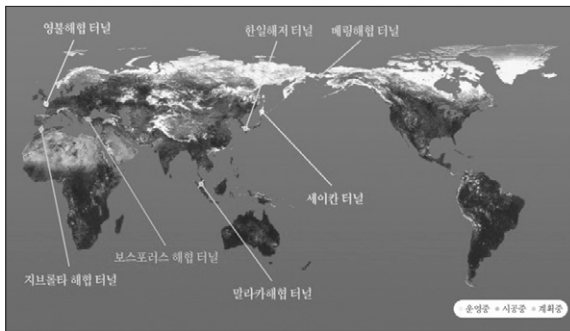 영불해협 터널
한일해저 터널
베링해협 터널
세이칸 터널
보스포러스 해협 터널
지브롤타 해협 터널
말라카해협 터널
운영중 시공중 계획중